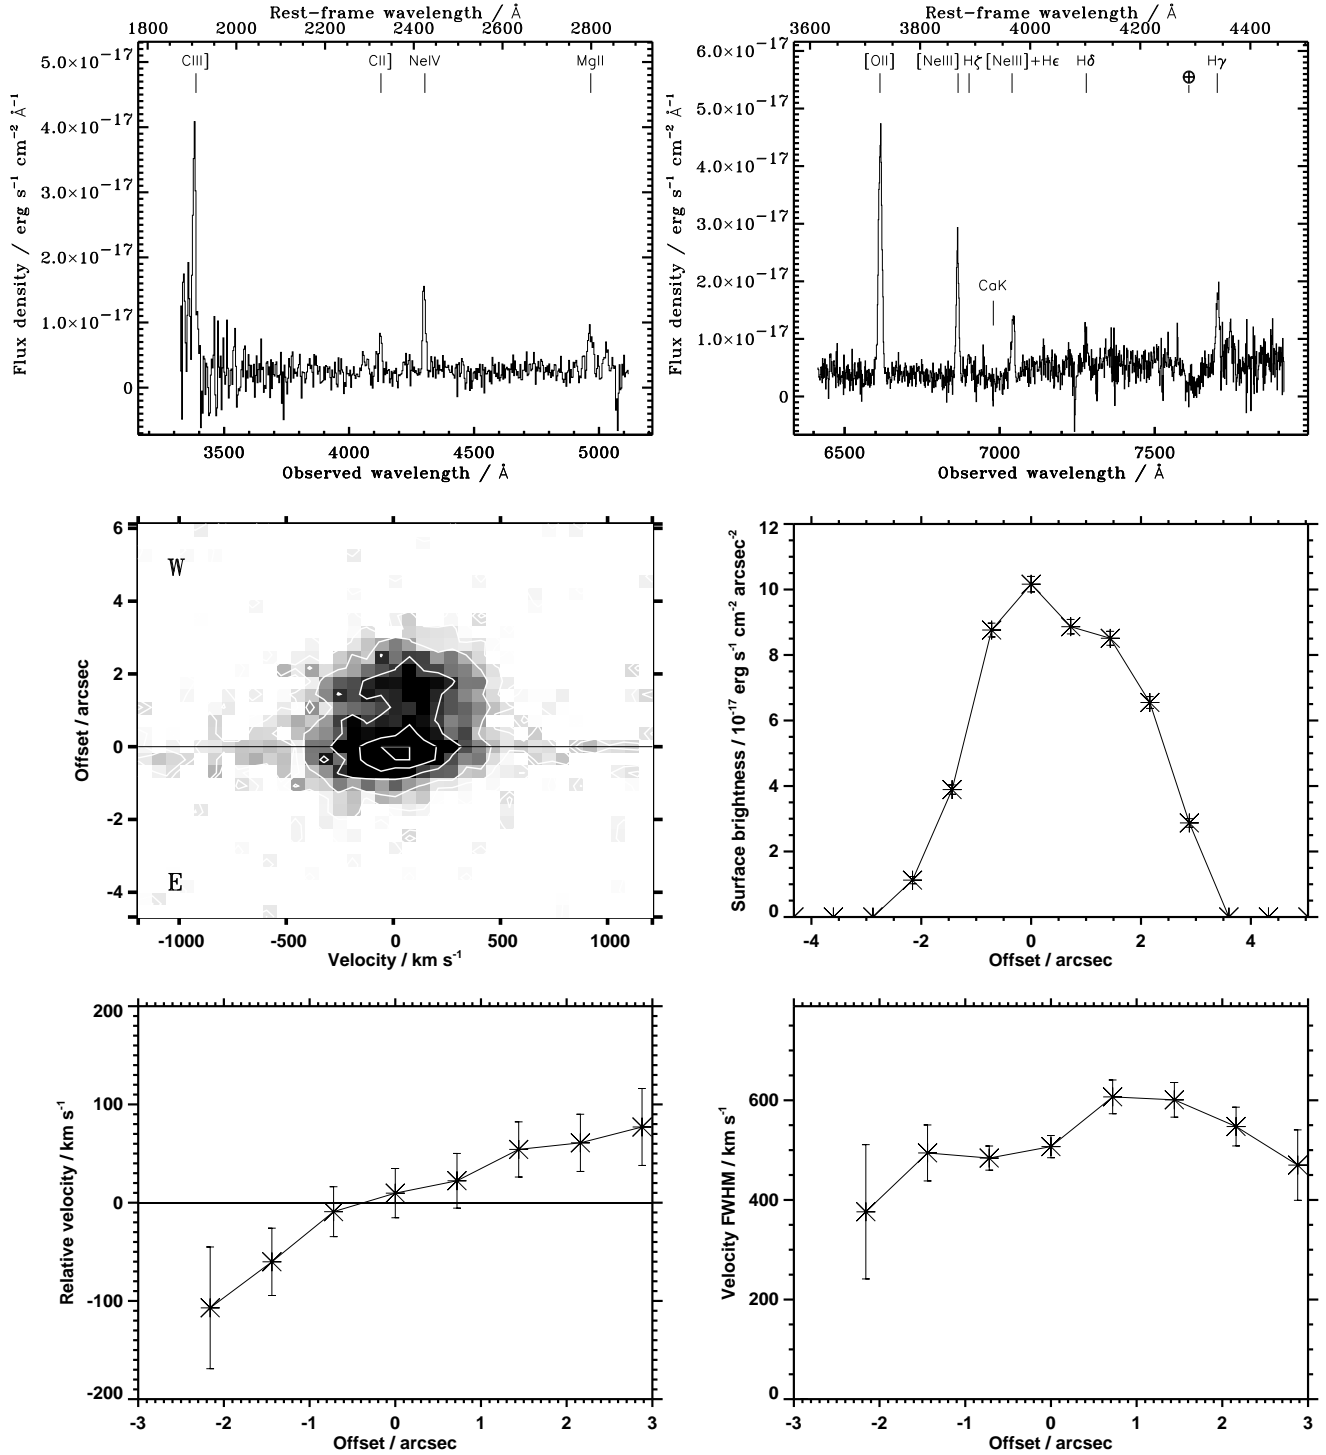 Rest-frame wavelength / Å
1800 2000 2200 2400 2600 2800
CIII] CII] NeIV MgII
5.0×10⁻¹⁷
4.0×10⁻¹⁷
3.0×10⁻¹⁷
2.0×10⁻¹⁷
1.0×10⁻¹⁷
0
Flux density / erg s⁻¹ cm⁻² Å⁻¹
3500 4000 4500 5000
Observed wavelength / Å
Rest-frame wavelength / Å
3600 3800 4000 4200 4400
[OII] [NeIII] Hζ [NeIII]+Hϵ Hδ ⊕ Hγ
CaK
6.0×10⁻¹⁷
5.0×10⁻¹⁷
4.0×10⁻¹⁷
3.0×10⁻¹⁷
2.0×10⁻¹⁷
1.0×10⁻¹⁷
0
Flux density / erg s⁻¹ cm⁻² Å⁻¹
6500 7000 7500
Observed wavelength / Å
W
E
6
4
2
0
-2
-4
Offset / arcsec
-1000 -500 0 500 1000
Velocity / km s⁻¹
12
10
8
6
4
2
0
Surface brightness / 10⁻¹⁷ erg s⁻¹ cm⁻² arcsec⁻²
-4 -2 0 2 4
Offset / arcsec
200
100
0
-100
-200
Relative velocity / km s⁻¹
-3 -2 -1 0 1 2 3
Offset / arcsec
600
400
200
0
Velocity FWHM / km s⁻¹
-3 -2 -1 0 1 2 3
Offset / arcsec